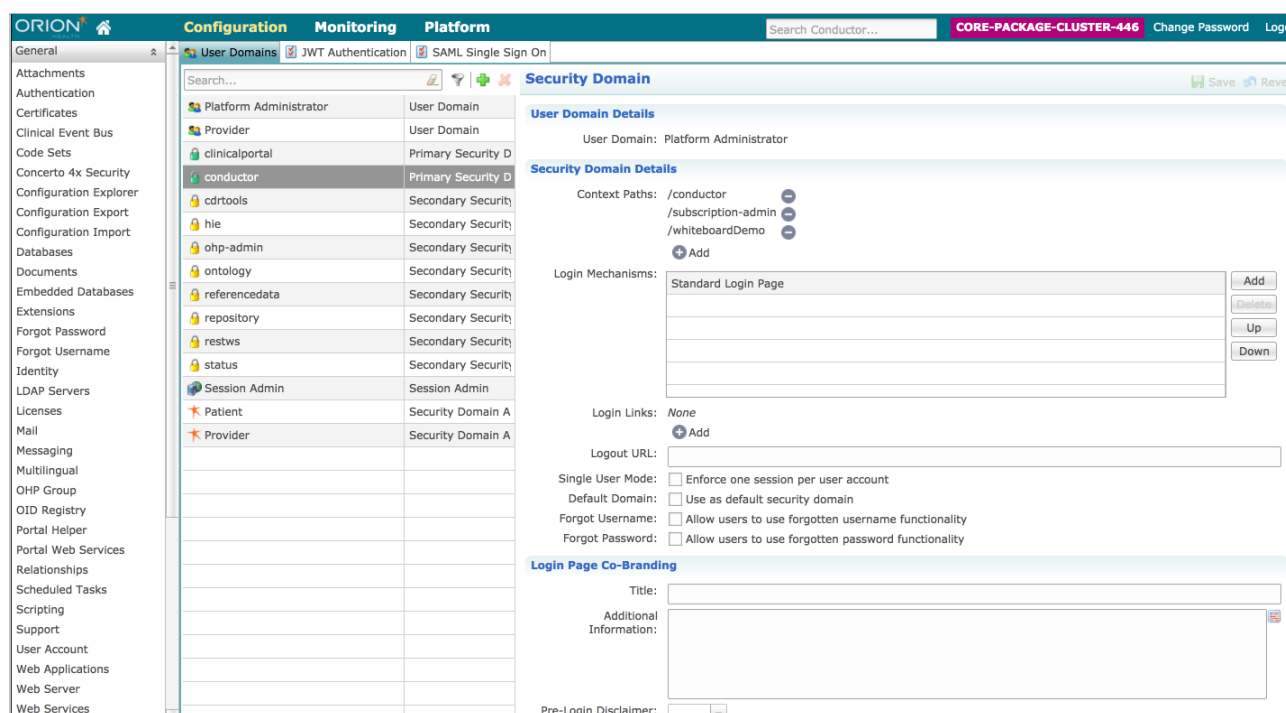 ORION
HEALTH
Configuration Monitoring Platform
Search Conductor...
CORE-PACKAGE-CLUSTER-446
Change Password
General
Attachments
Authentication
Certificates
Clinical Event Bus
Code Sets
Concerto 4x Security
Configuration Explorer
Configuration Export
Configuration Import
Databases
Documents
Embedded Databases
Extensions
Forgot Password
Forgot Username
Identity
LDAP Servers
Licenses
Mail
Messaging
Multilingual
OHP Group
OID Registry
Portal Helper
Portal Web Services
Relationships
Scheduled Tasks
Scripting
Support
User Account
Web Applications
Web Server
Web Services
User Domains JWT Authentication SAML Single Sign On
Search...
Platform Administrator User Domain
Provider User Domain
clinicalportal Primary Security D
conductor Primary Security D
cdrtools Secondary Security
hie Secondary Security
ohp-admin Secondary Security
ontology Secondary Security
referencedata Secondary Security
repository Secondary Security
restws Secondary Security
status Secondary Security
Session Admin Session Admin
Patient Security Domain A
Provider Security Domain A
Security Domain
Save Reve
User Domain Details
User Domain: Platform Administrator
Security Domain Details
Context Paths: /conductor
/subscription-admin
/whiteboardDemo
Add
Login Mechanisms: Standard Login Page
Add
Delete
Up
Down
Login Links: None
Add
Logout URL:
Single User Mode: Enforce one session per user account
Default Domain: Use as default security domain
Forgot Username: Allow users to use forgotten username functionality
Forgot Password: Allow users to use forgotten password functionality
Login Page Co-Branding
Title:
Additional
Information:
Pre-Login Disclaimer: